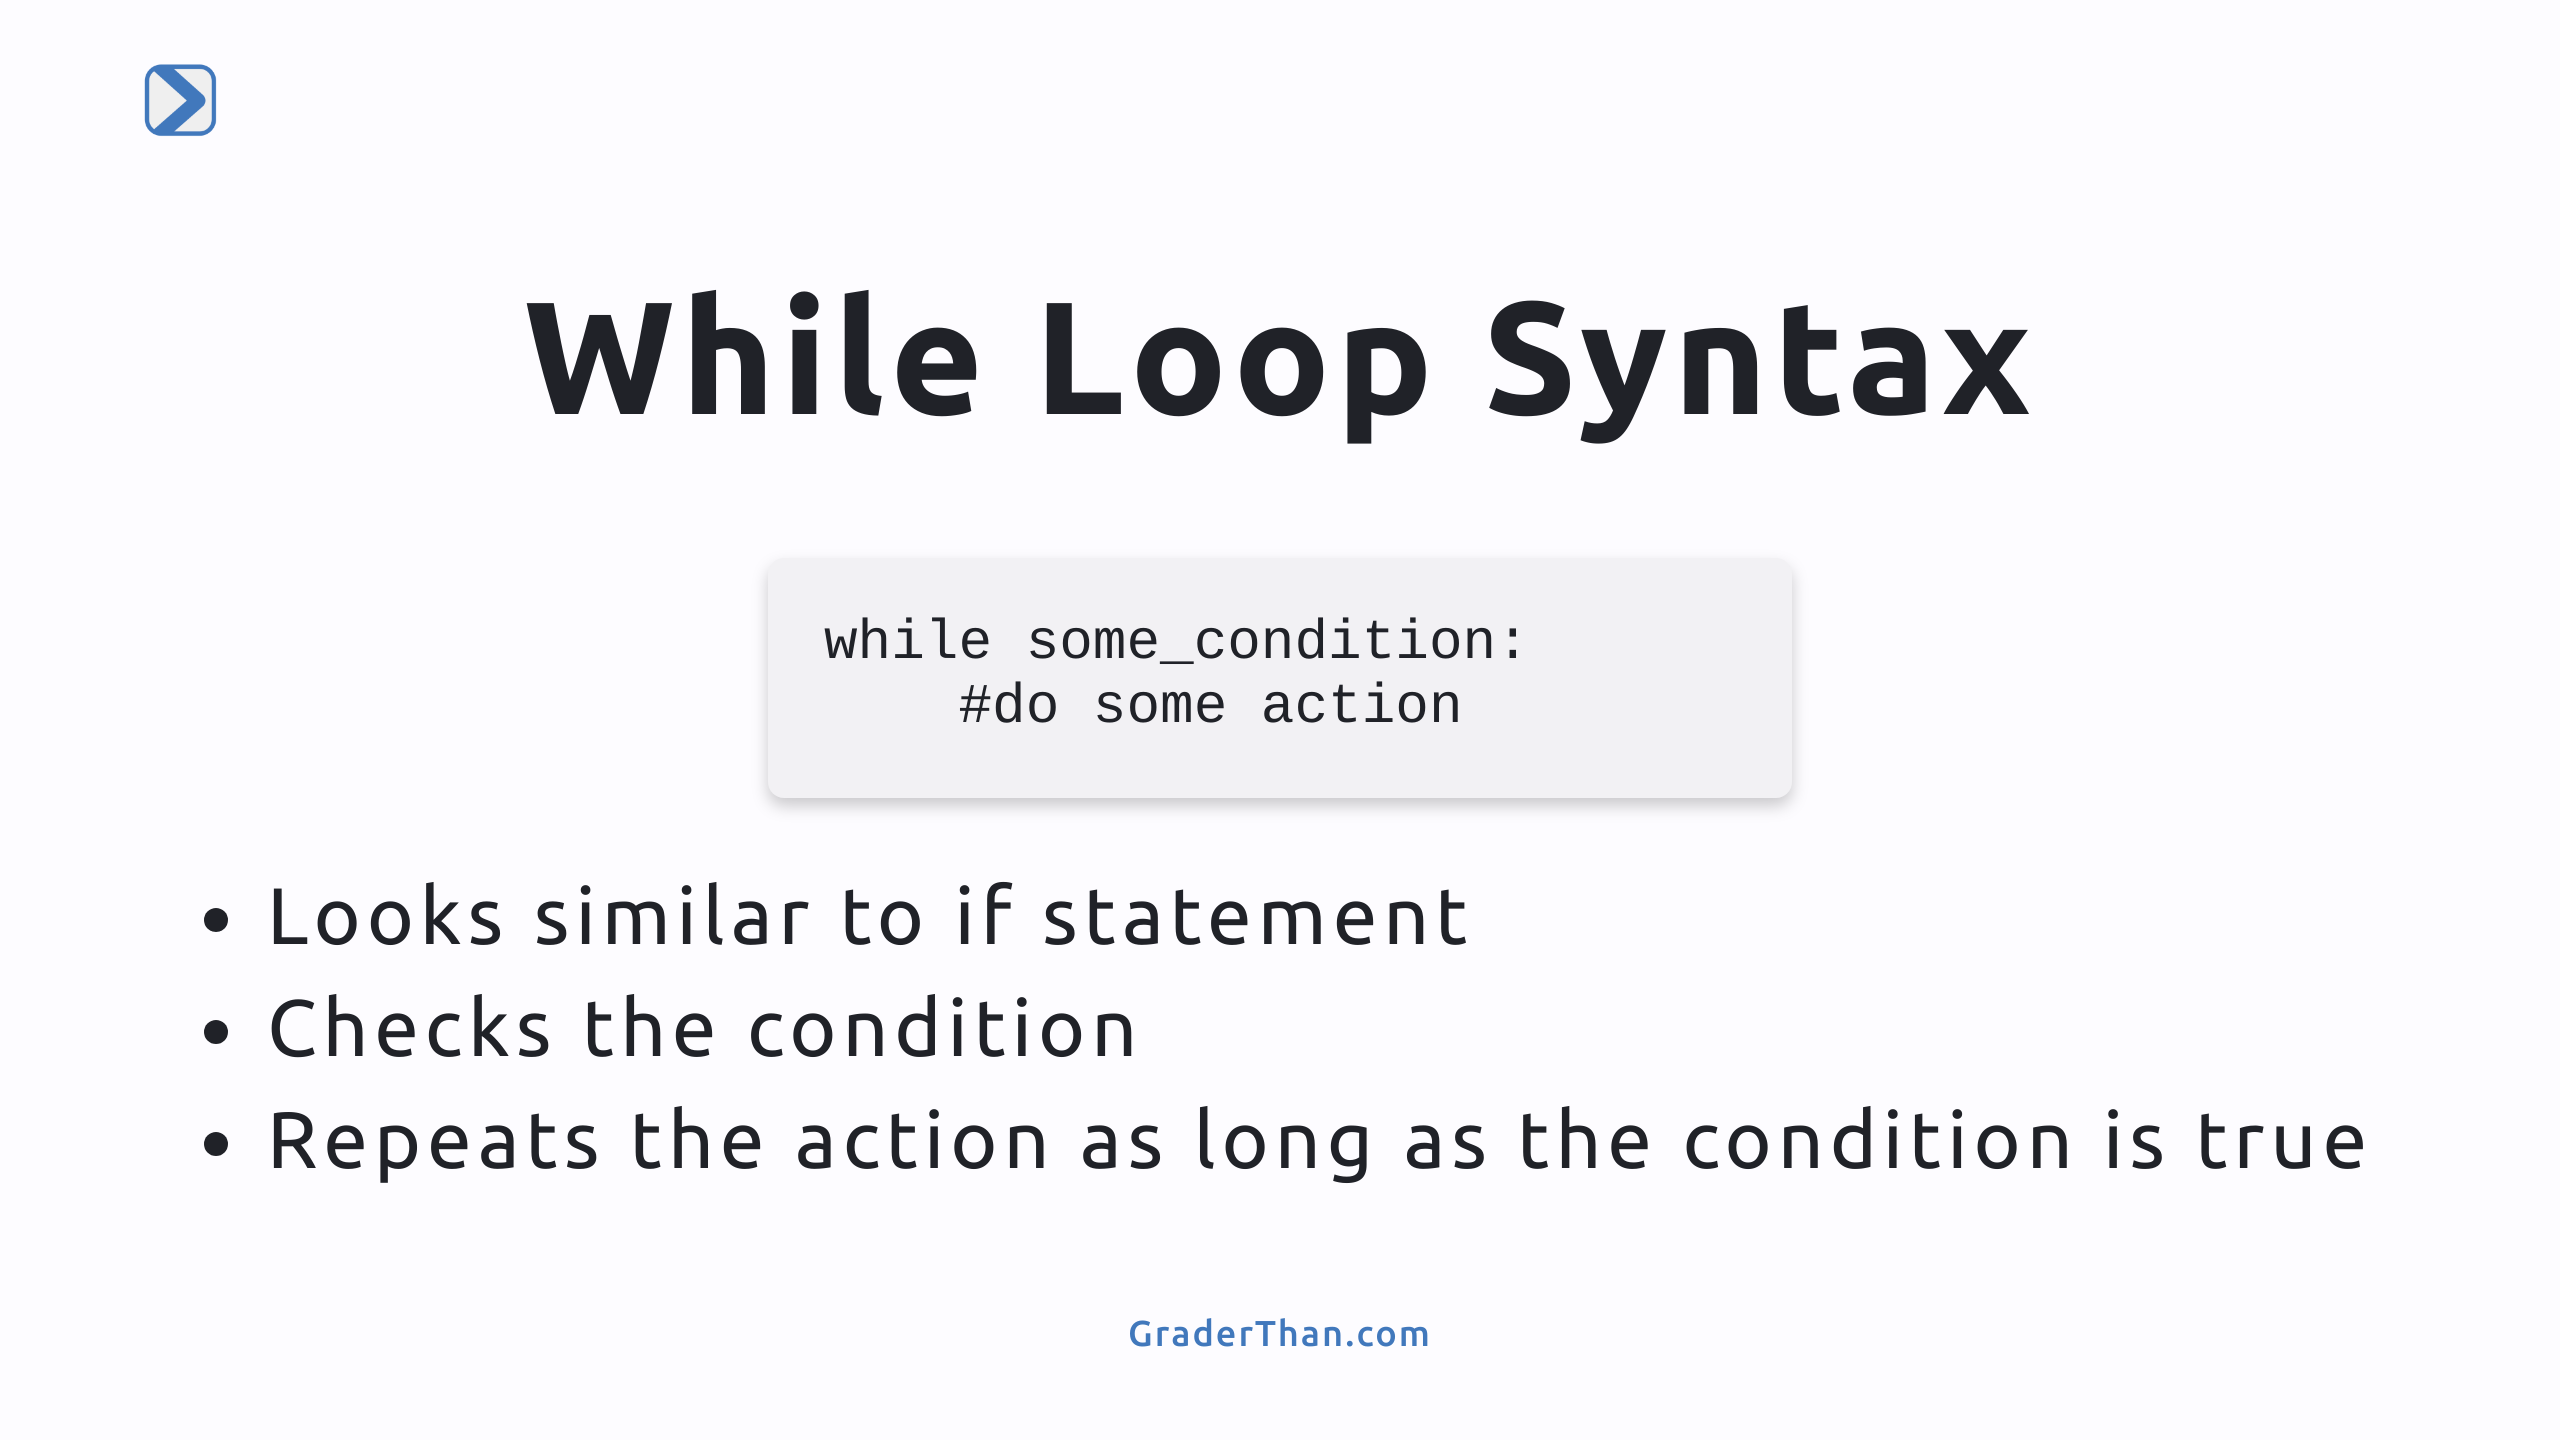 While Loop Syntax
while some_condition:
    #do some action
• Looks similar to if statement
• Checks the condition
• Repeats the action as long as the condition is true
GraderThan.com